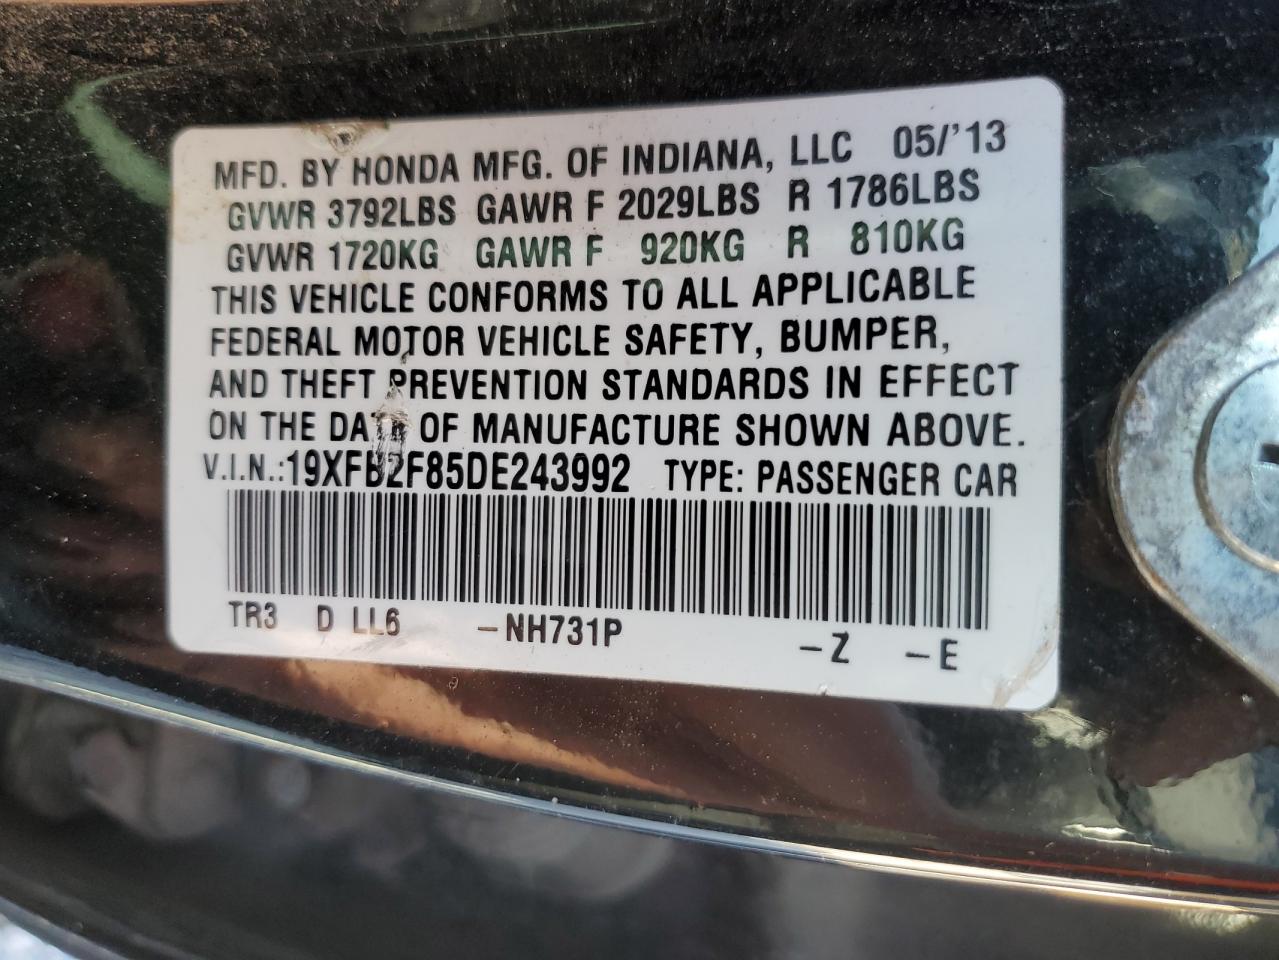 MFD. BY HONDA MFG. OF INDIANA, LLC 05/'13
GVWR 3792LBS GAWR F 2029LBS R 1786LBS
GVWR 1720KG GAWR F 920KG R 810KG
THIS VEHICLE CONFORMS TO ALL APPLICABLE
FEDERAL MOTOR VEHICLE SAFETY, BUMPER,
AND THEFT PREVENTION STANDARDS IN EFFECT
ON THE DATE OF MANUFACTURE SHOWN ABOVE.
V.I.N.:19XFB2F85DE243992 TYPE: PASSENGER CAR
TR3 D LL6 -NH731P -Z -E